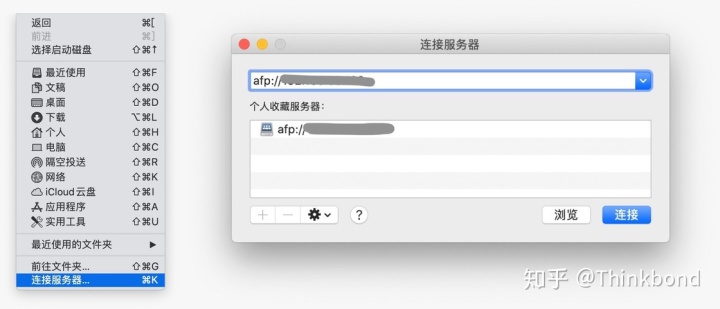 返回 ⌘[
前进 ⌘]
选择启动磁盘 ⇧⌘↑
最近使用 ⇧⌘F
文稿 ⇧⌘O
桌面 ⇧⌘D
下载 ⌥⌘L
个人 ⇧⌘H
电脑 ⇧⌘C
隔空投送 ⇧⌘R
网络 ⇧⌘K
iCloud 云盘 ⇧⌘I
应用程序 ⇧⌘A
实用工具 ⇧⌘U
最近使用的文件夹
前往文件夹... ⇧⌘G
连接服务器... ⌘K
连接服务器
afp://
个人收藏服务器：
afp://
?
浏览
连接
知乎 @Thinkbond